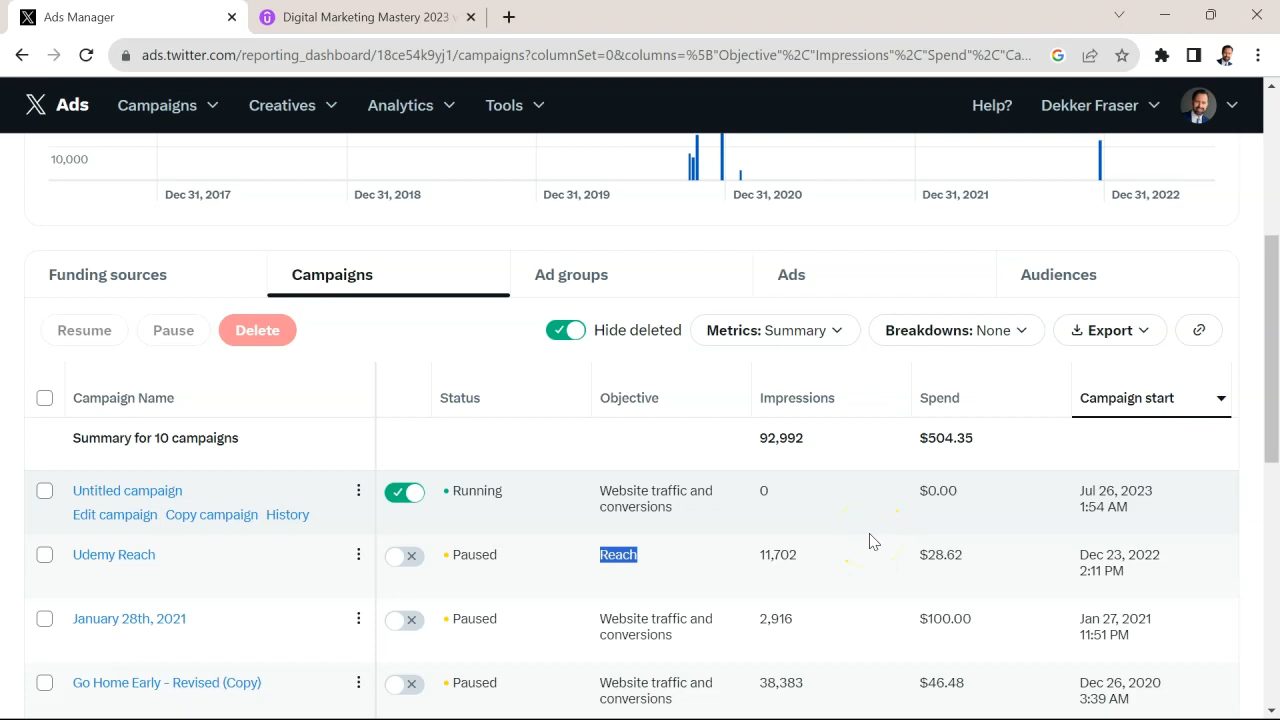 Ads Manager
Digital Marketing Mastery 2023
ads.twitter.com/reporting_dashboard/18ce54k9yj1/campaigns?columnSet=0&columns=%5B"Objective"%2C"Impressions"%2C"Spend"%2C"Ca...
X Ads Campaigns Creatives Analytics Tools Help? Dekker Fraser
10,000
Dec 31, 2017 Dec 31, 2018 Dec 31, 2019 Dec 31, 2020 Dec 31, 2021 Dec 31, 2022
Funding sources Campaigns Ad groups Ads Audiences
Resume Pause Delete Hide deleted Metrics: Summary Breakdowns: None Export
Campaign Name Status Objective Impressions Spend Campaign start
Summary for 10 campaigns 92,992 $504.35
Untitled campaign Running Website traffic and conversions 0 $0.00 Jul 26, 2023 1:54 AM
Edit campaign Copy campaign History
Udemy Reach Paused Reach 11,702 $28.62 Dec 23, 2022 2:11 PM
January 28th, 2021 Paused Website traffic and conversions 2,916 $100.00 Jan 27, 2021 11:51 PM
Go Home Early - Revised (Copy) Paused Website traffic and conversions 38,383 $46.48 Dec 26, 2020 3:39 AM